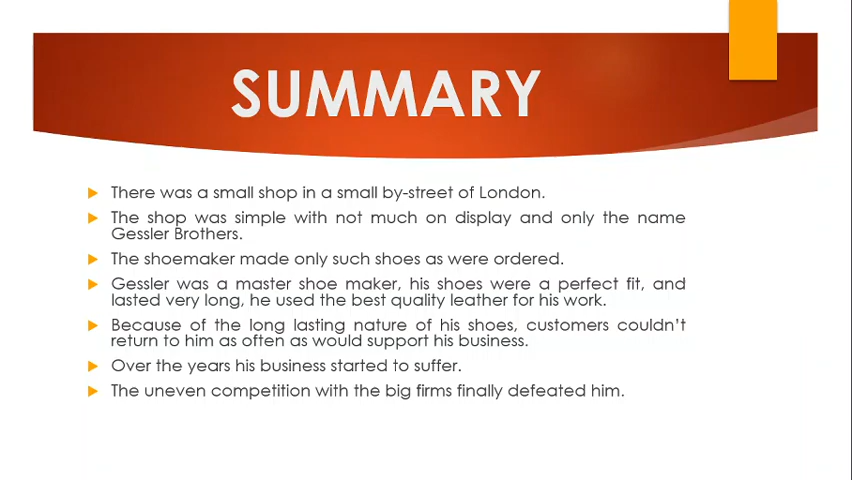 SUMMARY
There was a small shop in a small by-street of London.
The shop was simple with not much on display and only the name
Gessler Brothers.
The shoemaker made only such shoes as were ordered.
Gessler was a master shoe maker, his shoes were a perfect fit, and
lasted very long, he used the best quality leather for his work.
Because of the long lasting nature of his shoes, customers couldn't
return to him as often as would support his business.
Over the years his business started to suffer.
The uneven competition with the big firms finally defeated him.